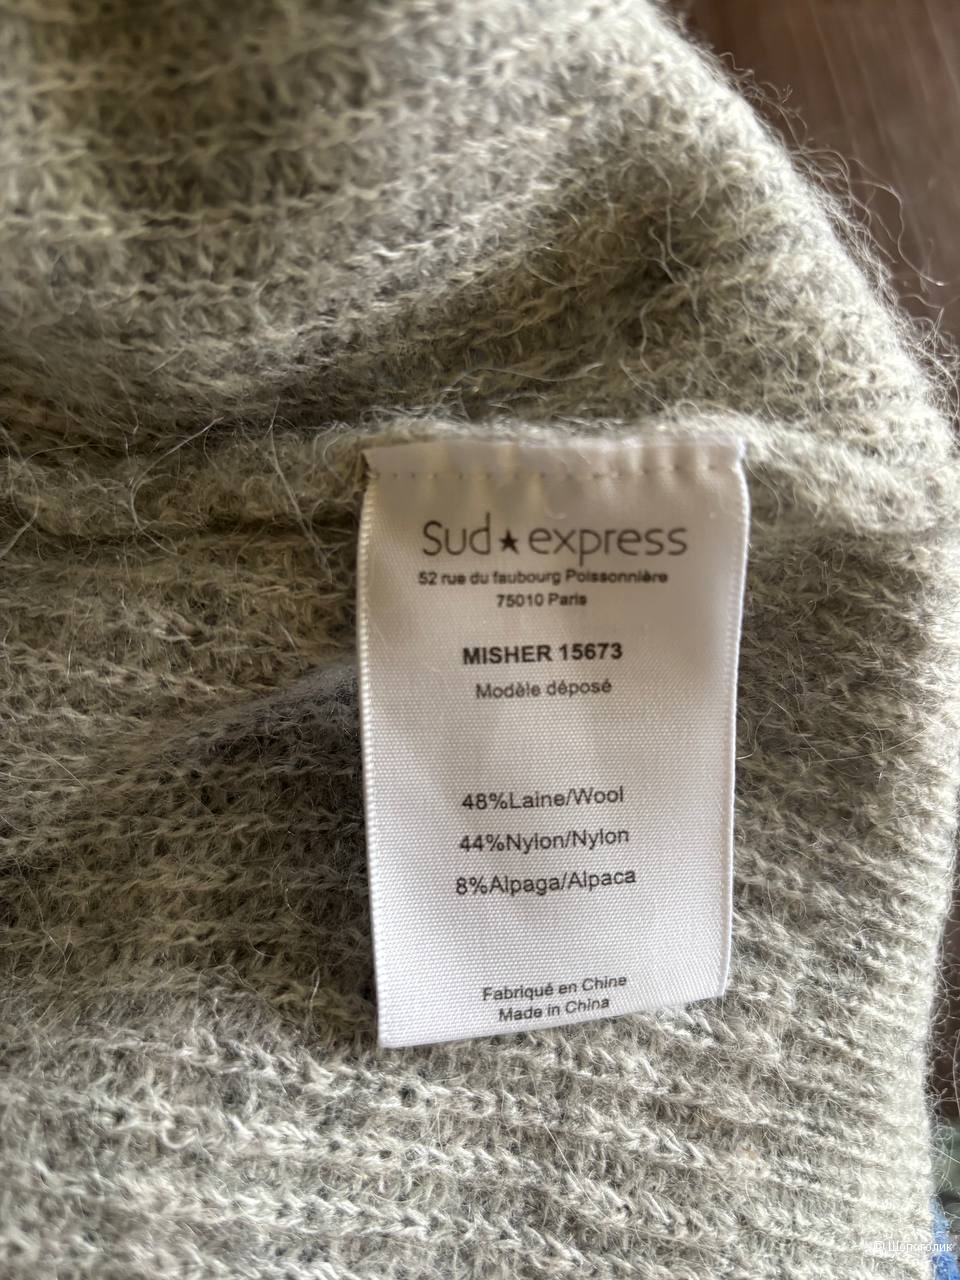 Sud★express
52 rue du faubourg Poissonnière
75010 Paris
MISHER 15673
Modèle déposé
48%Laine/Wool
44%Nylon/Nylon
8%Alpaga/Alpaca
Fabriqué en Chine
Made in China
Шопоголик